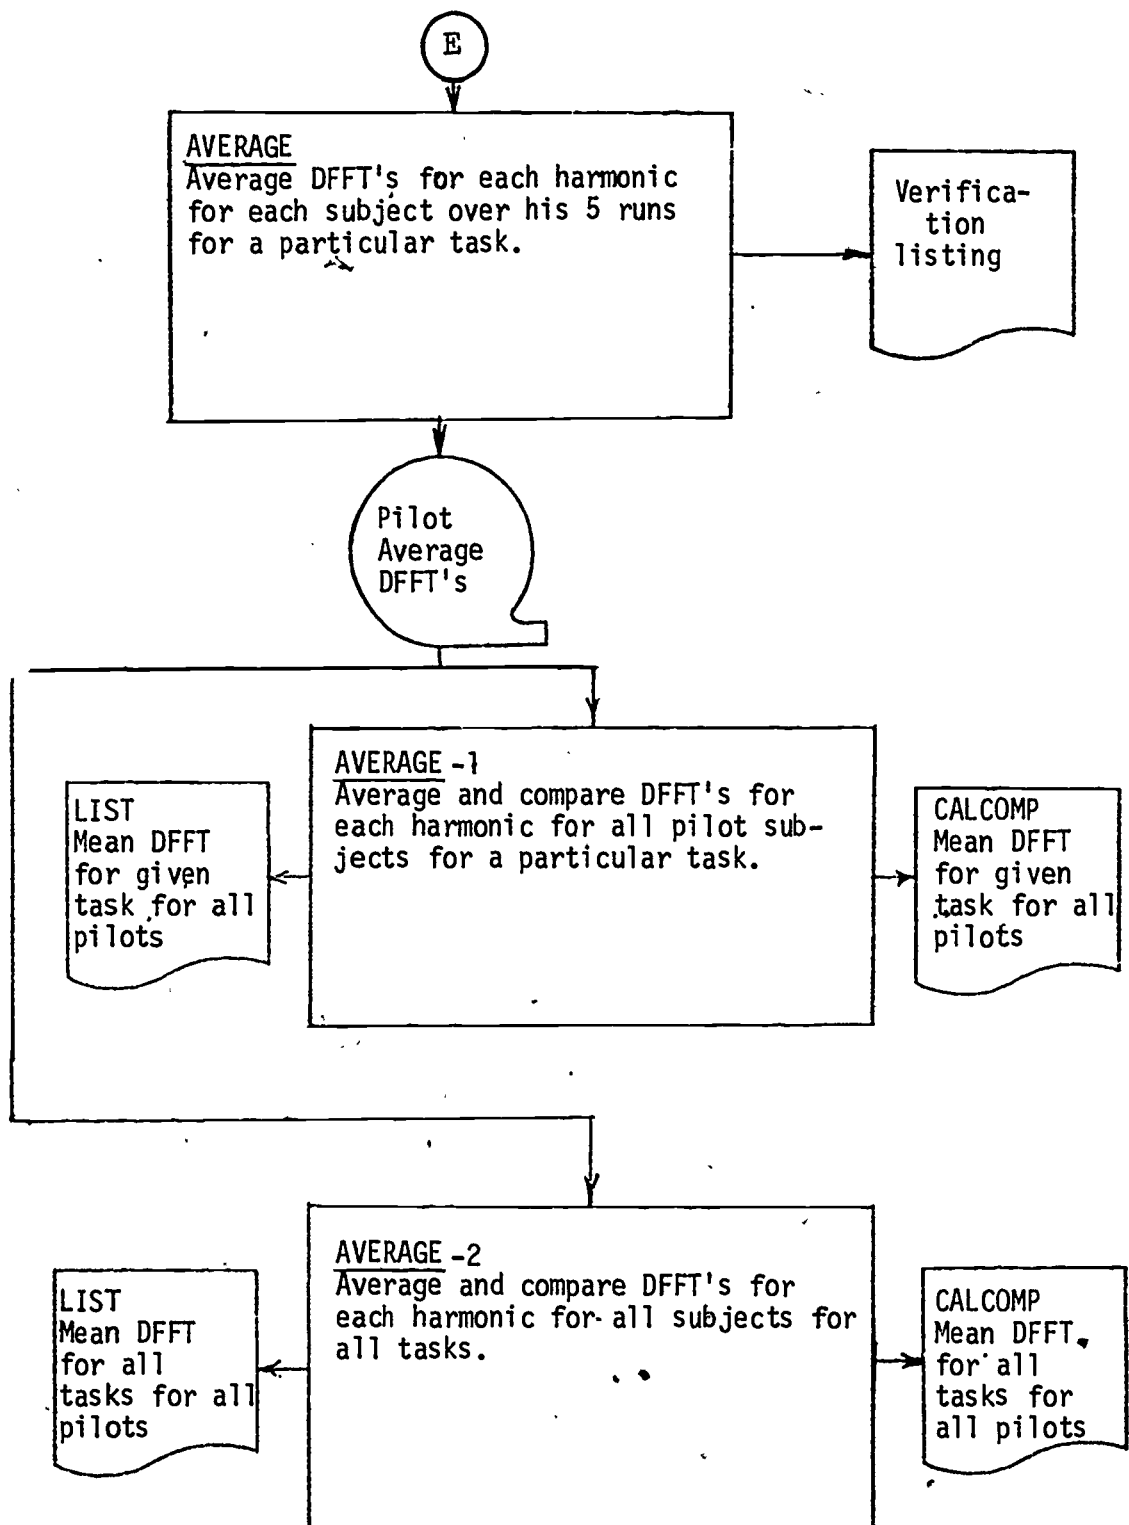 E
AVERAGE
Average DFFT's for each harmonic
for each subject over his 5 runs
for a particular task.
Verifica-
tion
listing
Pilot
Average
DFFT's
AVERAGE -1
Average and compare DFFT's for
each harmonic for all pilot sub-
jects for a particular task.
LIST
Mean DFFT
for given
task for all
pilots
CALCOMP
Mean DFFT
for given
task for all
pilots
AVERAGE -2
Average and compare DFFT's for
each harmonic for all subjects for
all tasks.
LIST
Mean DFFT
for all
tasks for all
pilots
CALCOMP
Mean DFFT
for all
tasks for
all pilots